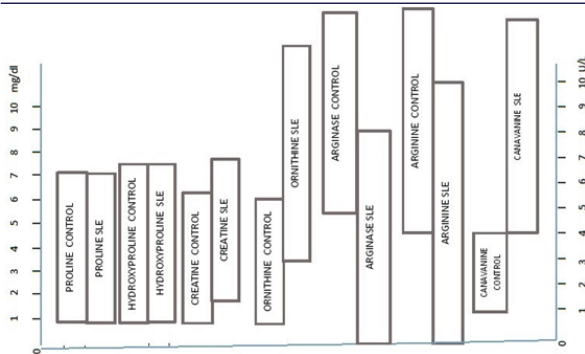 mg/dl
10
9
8
7
6
5
4
3
2
1
0
PROLINE CONTROL
PROLINE SLE
HYDROXYPROLINE CONTROL
HYDROXYPROLINE SLE
CREATINE CONTROL
CREATINE SLE
ORNITHINE CONTROL
ORNITHINE SLE
ARGINASE CONTROL
ARGINASE SLE
ARGININE CONTROL
ARGININE SLE
CANAVANINE
CONTROL
CANAVANINE SLE
10
9
8
7
6
5
4
3
2
1
0